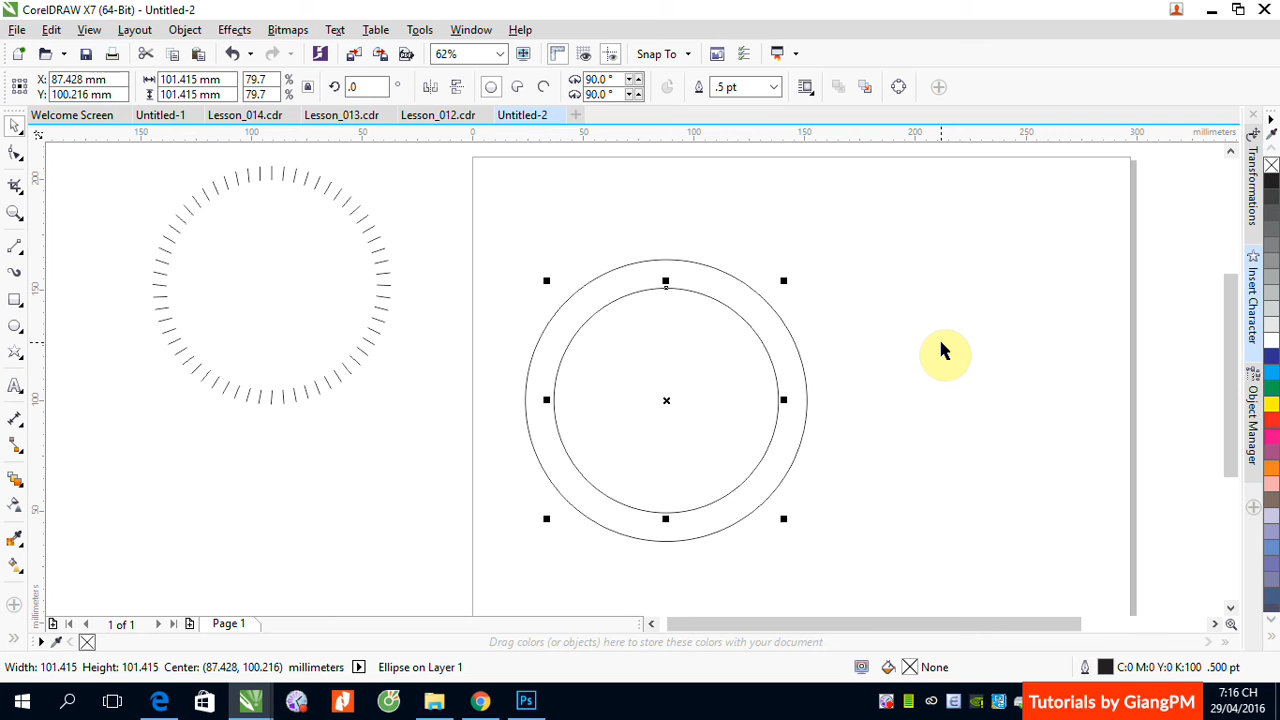 CorelDRAW X7 (64-Bit) - Untitled-2
File Edit View Layout Object Effects Bitmaps Text Table Tools Window Help
62% Snap To
X: 87.428 mm 101.415 mm 79.7 % .0 ° 90.0 ° .5 pt
Y: 100.216 mm 101.415 mm 79.7 % 90.0 °
Welcome Screen Untitled-1 Lesson_014.cdr Lesson_013.cdr Lesson_012.cdr Untitled-2
150 100 50 0 50 100 150 200 250 300 millimeters
200
150
100
50
millimeters
Transformations
Insert Character
Object Manager
1 of 1 Page 1
Drag colors (or objects) here to store these colors with your document
Width: 101.415 Height: 101.415 Center: (87.428, 100.216) millimeters Ellipse on Layer 1 None C:0 M:0 Y:0 K:100 .500 pt
Tutorials by GiangPM
7:16 CH
29/04/2016